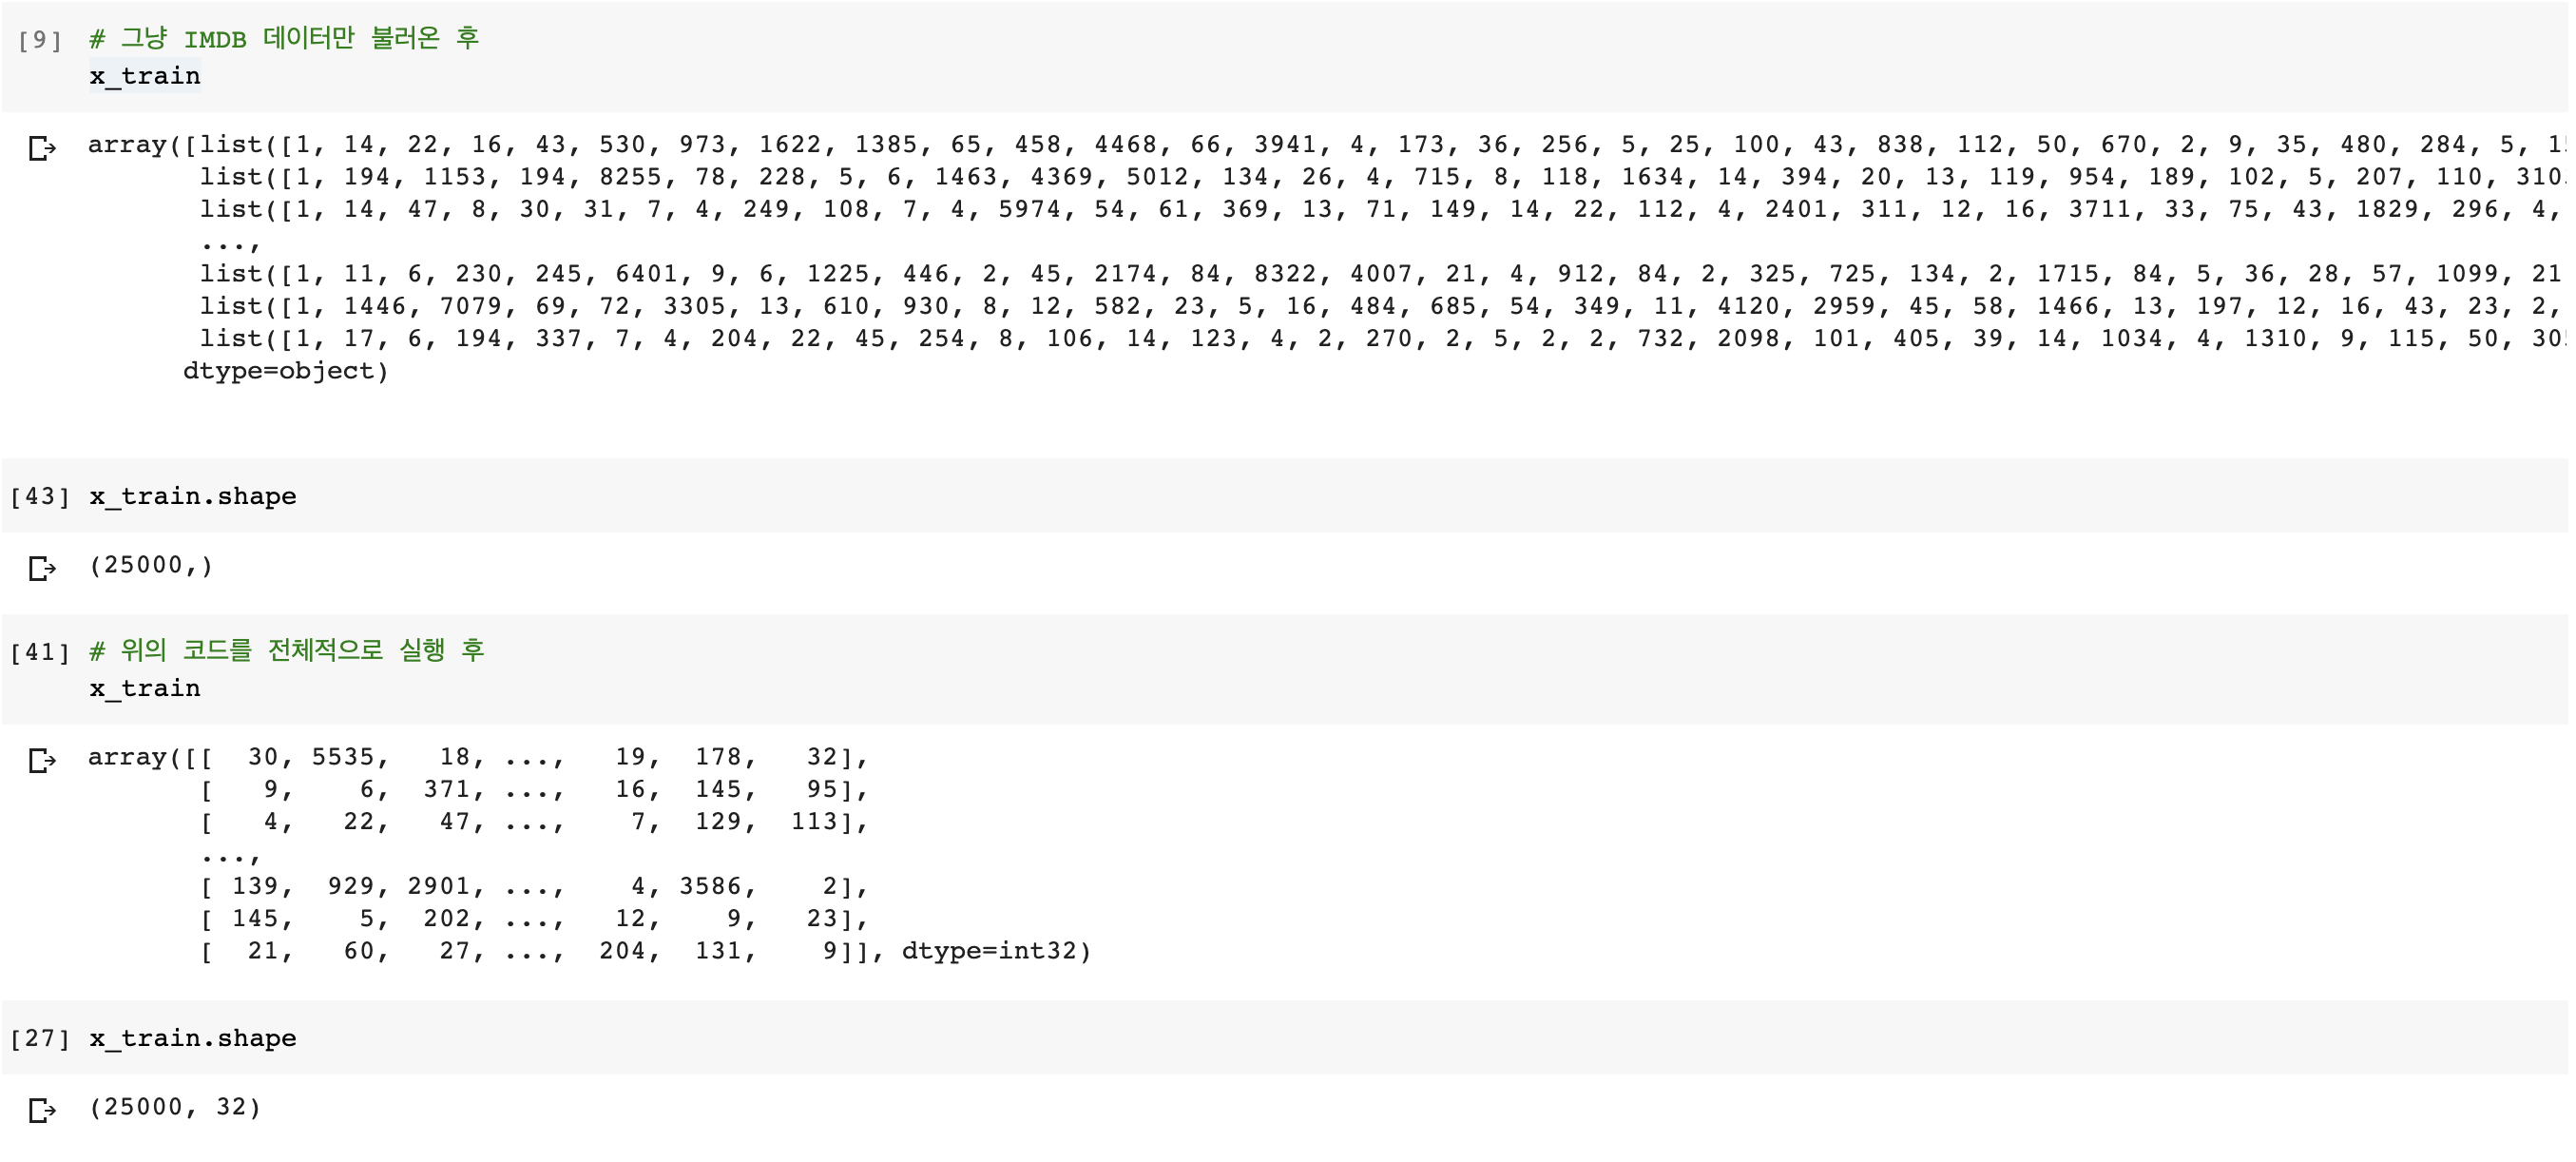 [9] # 그냥 IMDB 데이터만 불러온 후
x_train
array([list([1, 14, 22, 16, 43, 530, 973, 1622, 1385, 65, 458, 4468, 66, 3941, 4, 173, 36, 256, 5, 25, 100, 43, 838, 112, 50, 670, 2, 9, 35, 480, 284, 5,
list([1, 194, 1153, 194, 8255, 78, 228, 5, 6, 1463, 4369, 5012, 134, 26, 4, 715, 8, 118, 1634, 14, 394, 20, 13, 119, 954, 189, 102, 5, 207, 110,
list([1, 14, 47, 8, 30, 31, 7, 4, 249, 108, 7, 4, 5974, 54, 61, 369, 13, 71, 149, 14, 22, 112, 4, 2401, 311, 12, 16, 3711, 33, 75, 43, 1829, 296, 4,
...,
list([1, 11, 6, 230, 245, 6401, 9, 6, 1225, 446, 2, 45, 2174, 84, 8322, 4007, 21, 4, 912, 84, 2, 325, 725, 134, 2, 1715, 84, 5, 36, 28, 57, 1099, 21
list([1, 1446, 7079, 69, 72, 3305, 13, 610, 930, 8, 12, 582, 23, 5, 16, 484, 685, 54, 349, 11, 4120, 2959, 45, 58, 1466, 13, 197, 12, 16, 43, 23, 2,
list([1, 17, 6, 194, 337, 7, 4, 204, 22, 45, 254, 8, 106, 14, 123, 4, 2, 270, 2, 5, 2, 2, 732, 2098, 101, 405, 39, 14, 1034, 4, 1310, 9, 115, 50,
dtype=object)
[43] x_train.shape
(25000,)
[41] # 위의 코드를 전체적으로 실행 후
x_train
array([[ 30, 5535, 18, ..., 19, 178, 32],
[ 9, 6, 371, ..., 16, 145, 95],
[ 4, 22, 47, ..., 7, 129, 113],
...,
[ 139, 929, 2901, ..., 4, 3586, 2],
[ 145, 5, 202, ..., 12, 9, 23],
[ 21, 60, 27, ..., 204, 131, 9]], dtype=int32)
[27] x_train.shape
(25000, 32)